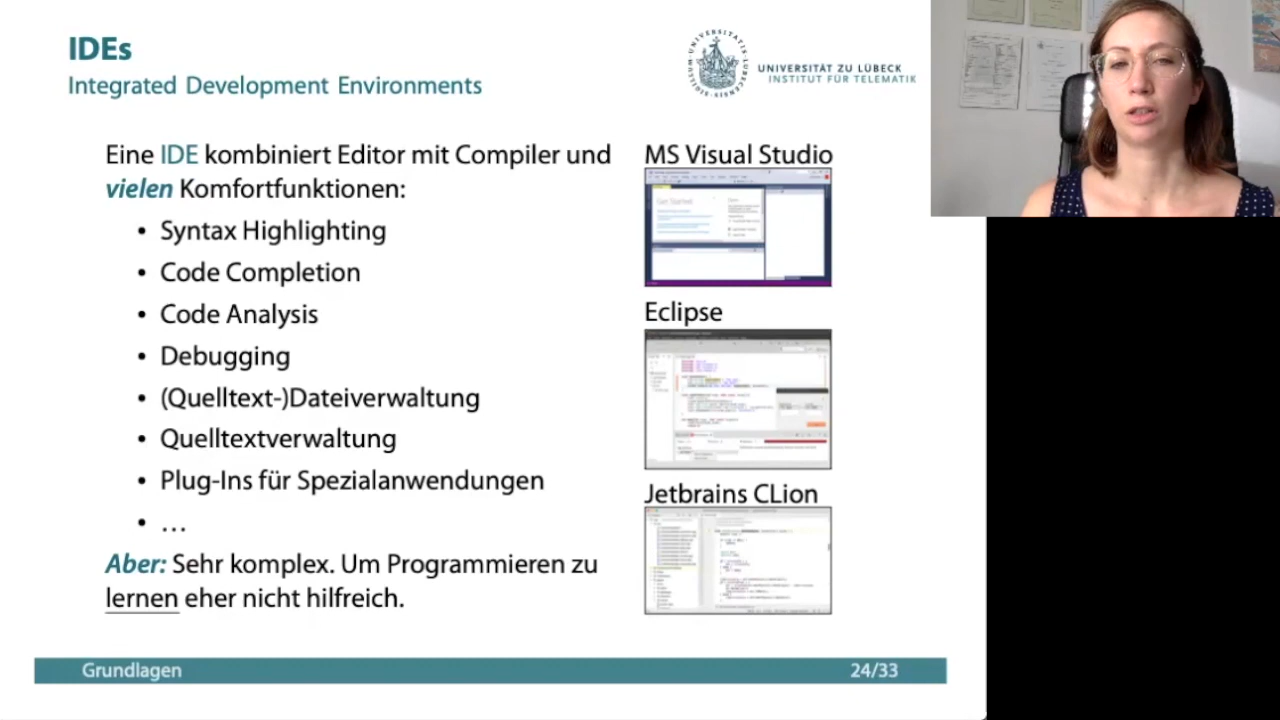 IDEs
Integrated Development Environments
UNIVERSITÄT ZU LÜBECK
INSTITUT FÜR TELEMATIK
Eine IDE kombiniert Editor mit Compiler und
vielen Komfortfunktionen:
• Syntax Highlighting
• Code Completion
• Code Analysis
• Debugging
• (Quelltext-)Dateiverwaltung
• Quelltextverwaltung
• Plug-Ins für Spezialanwendungen
• …
Aber: Sehr komplex. Um Programmieren zu
lernen eher nicht hilfreich.
MS Visual Studio
Get Started
Eclipse
Jetbrains CLion
Grundlagen
24/33